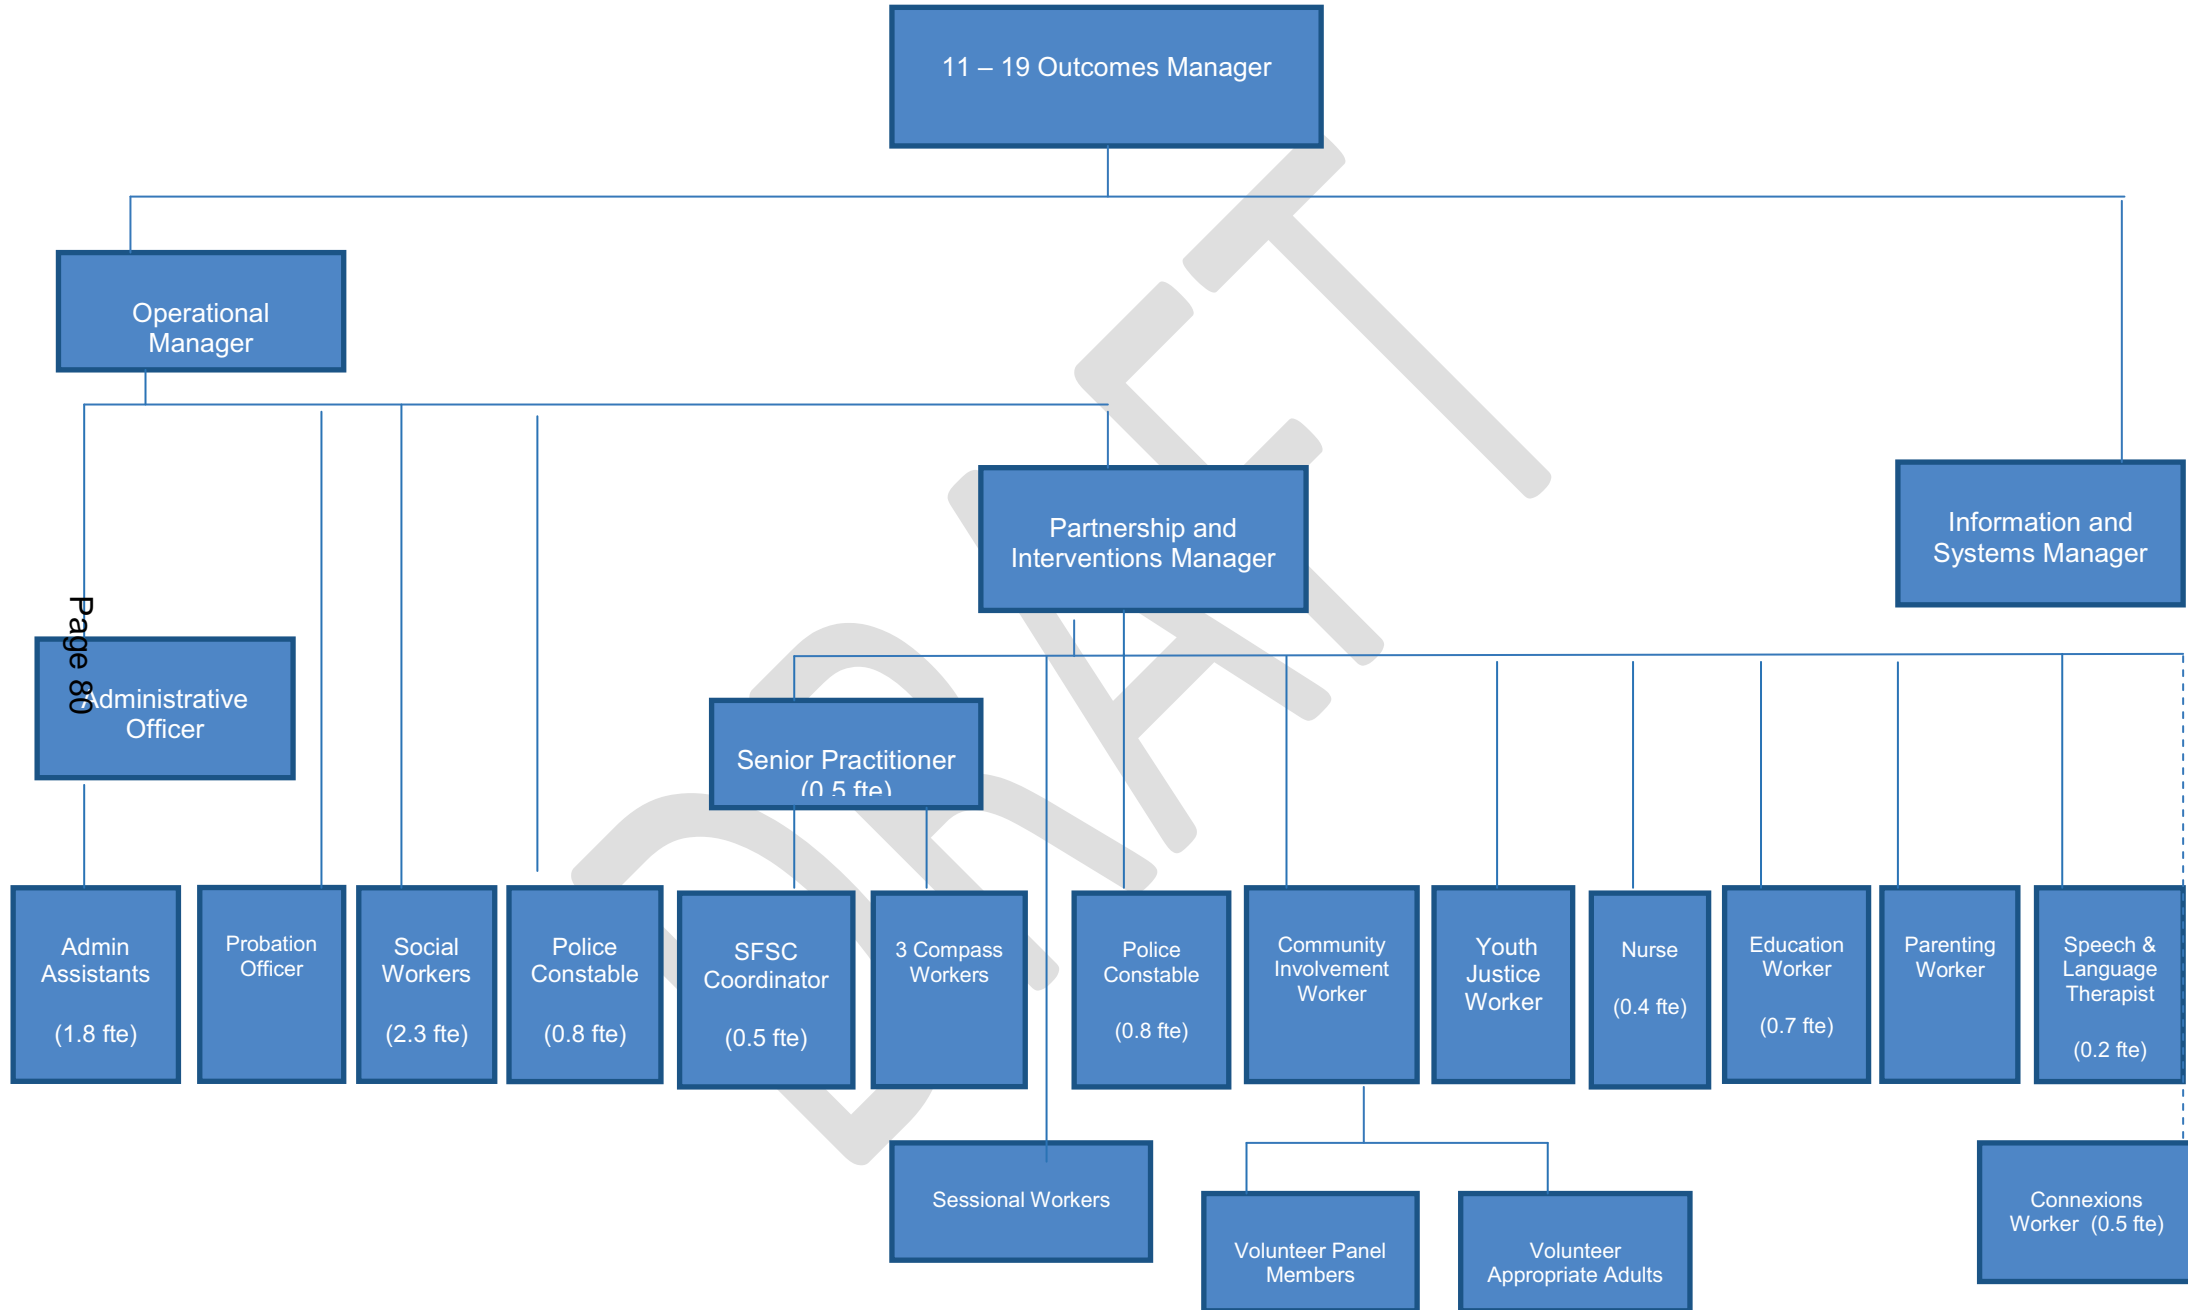 11 – 19 Outcomes Manager
Operational
Manager
Partnership and
Interventions Manager
Information and
Systems Manager
Page 80
Administrative
Officer
Senior Practitioner
(0.5 fte)
Admin
Assistants
(1.8 fte)
Probation
Officer
Social
Workers
(2.3 fte)
Police
Constable
(0.8 fte)
SFSC
Coordinator
(0.5 fte)
3 Compass
Workers
Police
Constable
(0.8 fte)
Community
Involvement
Worker
Youth
Justice
Worker
Nurse
(0.4 fte)
Education
Worker
(0.7 fte)
Parenting
Worker
Speech &
Language
Therapist
(0.2 fte)
Sessional Workers
Volunteer Panel
Members
Volunteer
Appropriate Adults
Connexions
Worker (0.5 fte)
DRAFT